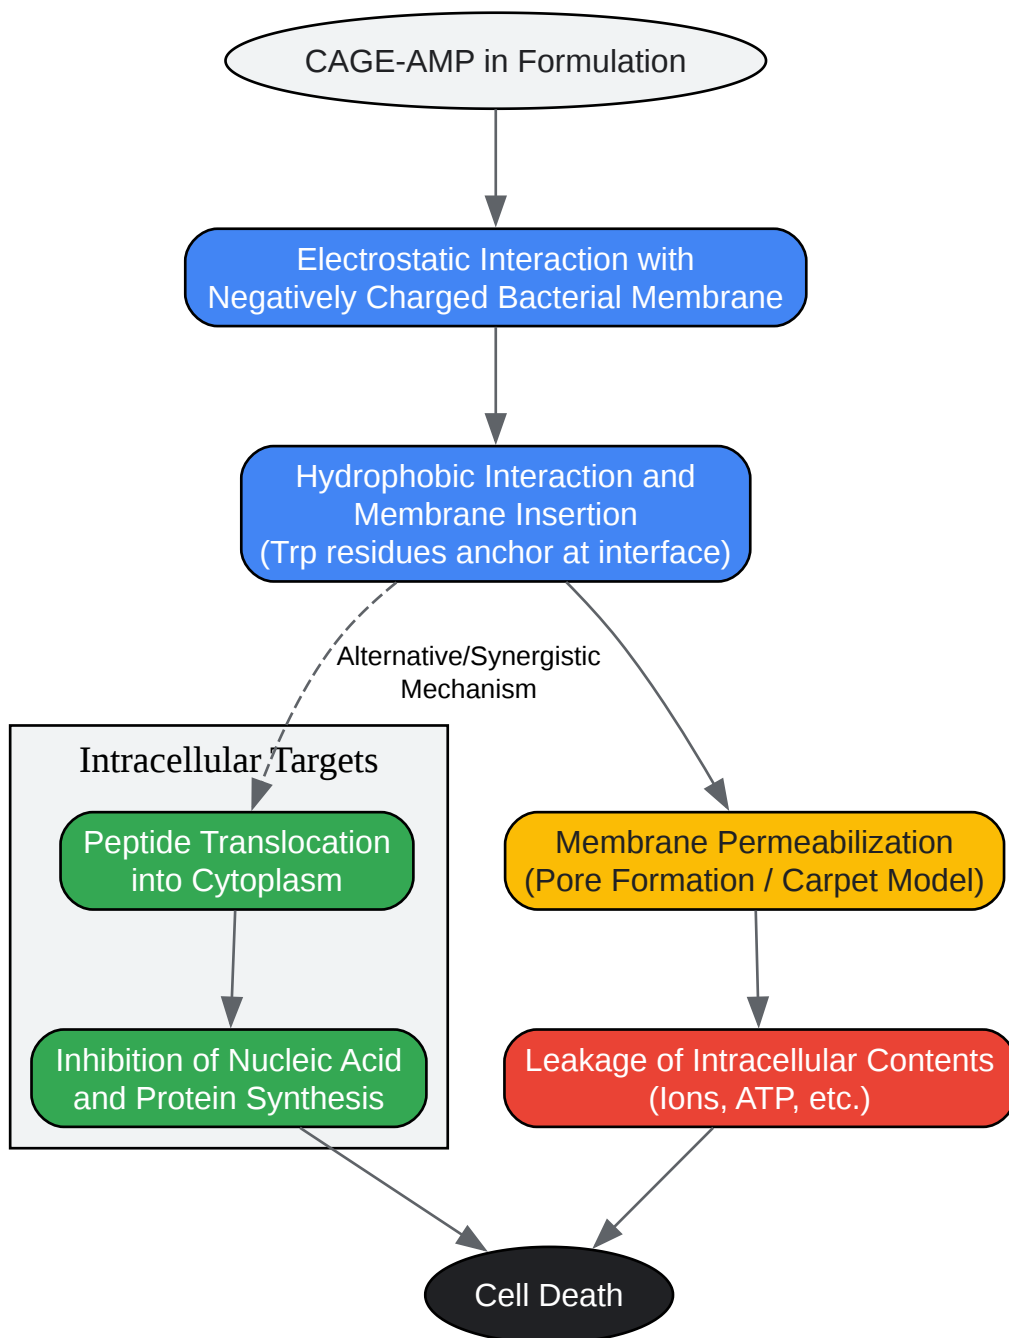 CAGE-AMP in Formulation
Electrostatic Interaction with
Negatively Charged Bacterial Membrane
Hydrophobic Interaction and
Membrane Insertion
(Trp residues anchor at interface)
Alternative/Synergistic
Mechanism
Intracellular Targets
Peptide Translocation
into Cytoplasm
Membrane Permeabilization
(Pore Formation / Carpet Model)
Inhibition of Nucleic Acid
and Protein Synthesis
Leakage of Intracellular Contents
(Ions, ATP, etc.)
Cell Death